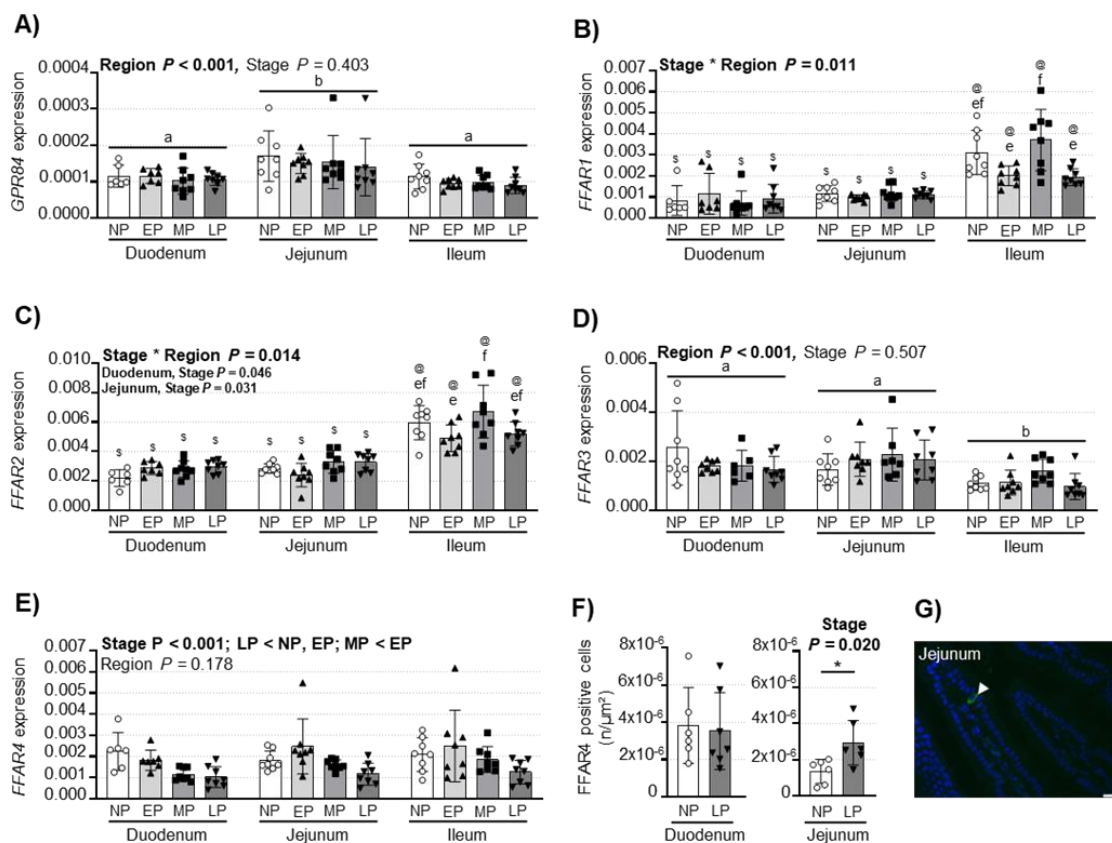 A)
Region P < 0.001, Stage P = 0.403
GPR84 expression
0.0004
0.0003
0.0002
0.0001
0.0000
a
b
a
NP EP MP LP NP EP MP LP NP EP MP LP
Duodenum Jejunum Ileum
B)
Stage * Region P = 0.011
FFAR1 expression
0.007
0.006
0.005
0.004
0.003
0.002
0.001
0.000
$ $ $ $ $ $ $ $
@ @ @ @
ef e f e
NP EP MP LP NP EP MP LP NP EP MP LP
Duodenum Jejunum Ileum
C)
Stage * Region P = 0.014
Duodenum, Stage P = 0.046
Jejunum, Stage P = 0.031
FFAR2 expression
0.010
0.008
0.006
0.004
0.002
0.000
$ $ $ $ $ $ $ $
@ @ @ @
ef e f ef
NP EP MP LP NP EP MP LP NP EP MP LP
Duodenum Jejunum Ileum
D)
Region P < 0.001, Stage P = 0.507
FFAR3 expression
0.006
0.004
0.002
0.000
a
a
b
NP EP MP LP NP EP MP LP NP EP MP LP
Duodenum Jejunum Ileum
E)
Stage P < 0.001; LP < NP, EP; MP < EP
Region P = 0.178
FFAR4 expression
0.007
0.006
0.005
0.004
0.003
0.002
0.001
0.000
NP EP MP LP NP EP MP LP NP EP MP LP
Duodenum Jejunum Ileum
F)
FFAR4 positive cells
(n/μm²)
8x10⁻⁶
6x10⁻⁶
4x10⁻⁶
2x10⁻⁶
0
NP LP
Duodenum
Stage
P = 0.020
8x10⁻⁶
6x10⁻⁶
4x10⁻⁶
2x10⁻⁶
0
*
NP LP
Jejunum
G)
Jejunum